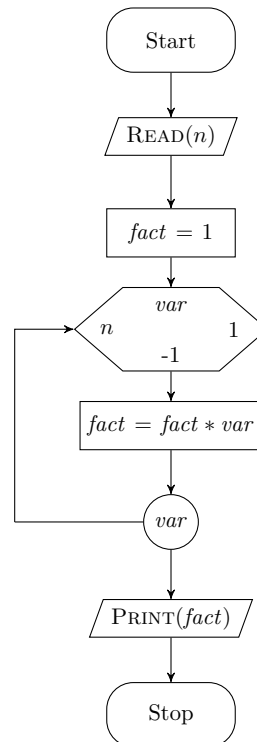 Start
READ(n)
fact = 1
var
n 1
-1
fact = fact * var
var
PRINT(fact)
Stop